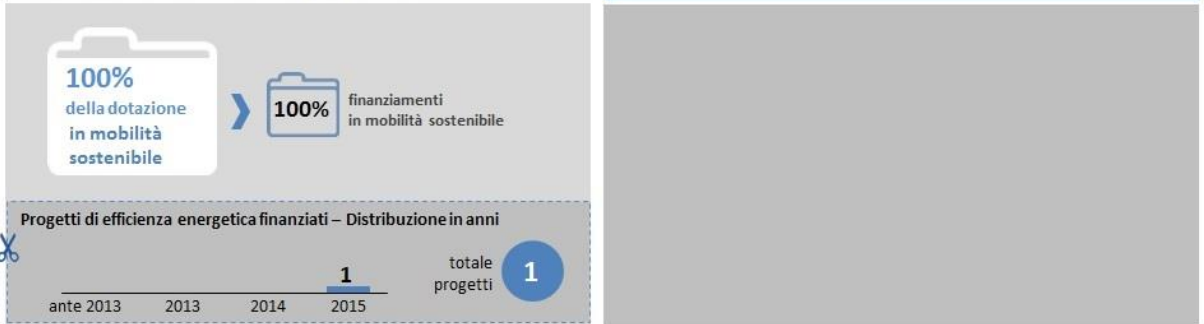 100%
della dotazione
in mobilità
sostenibile
100%
finanziamenti
in mobilità sostenibile
Progetti di efficienza energetica finanziati – Distribuzione in anni
1
ante 2013 2013 2014 2015
totale
progetti
1